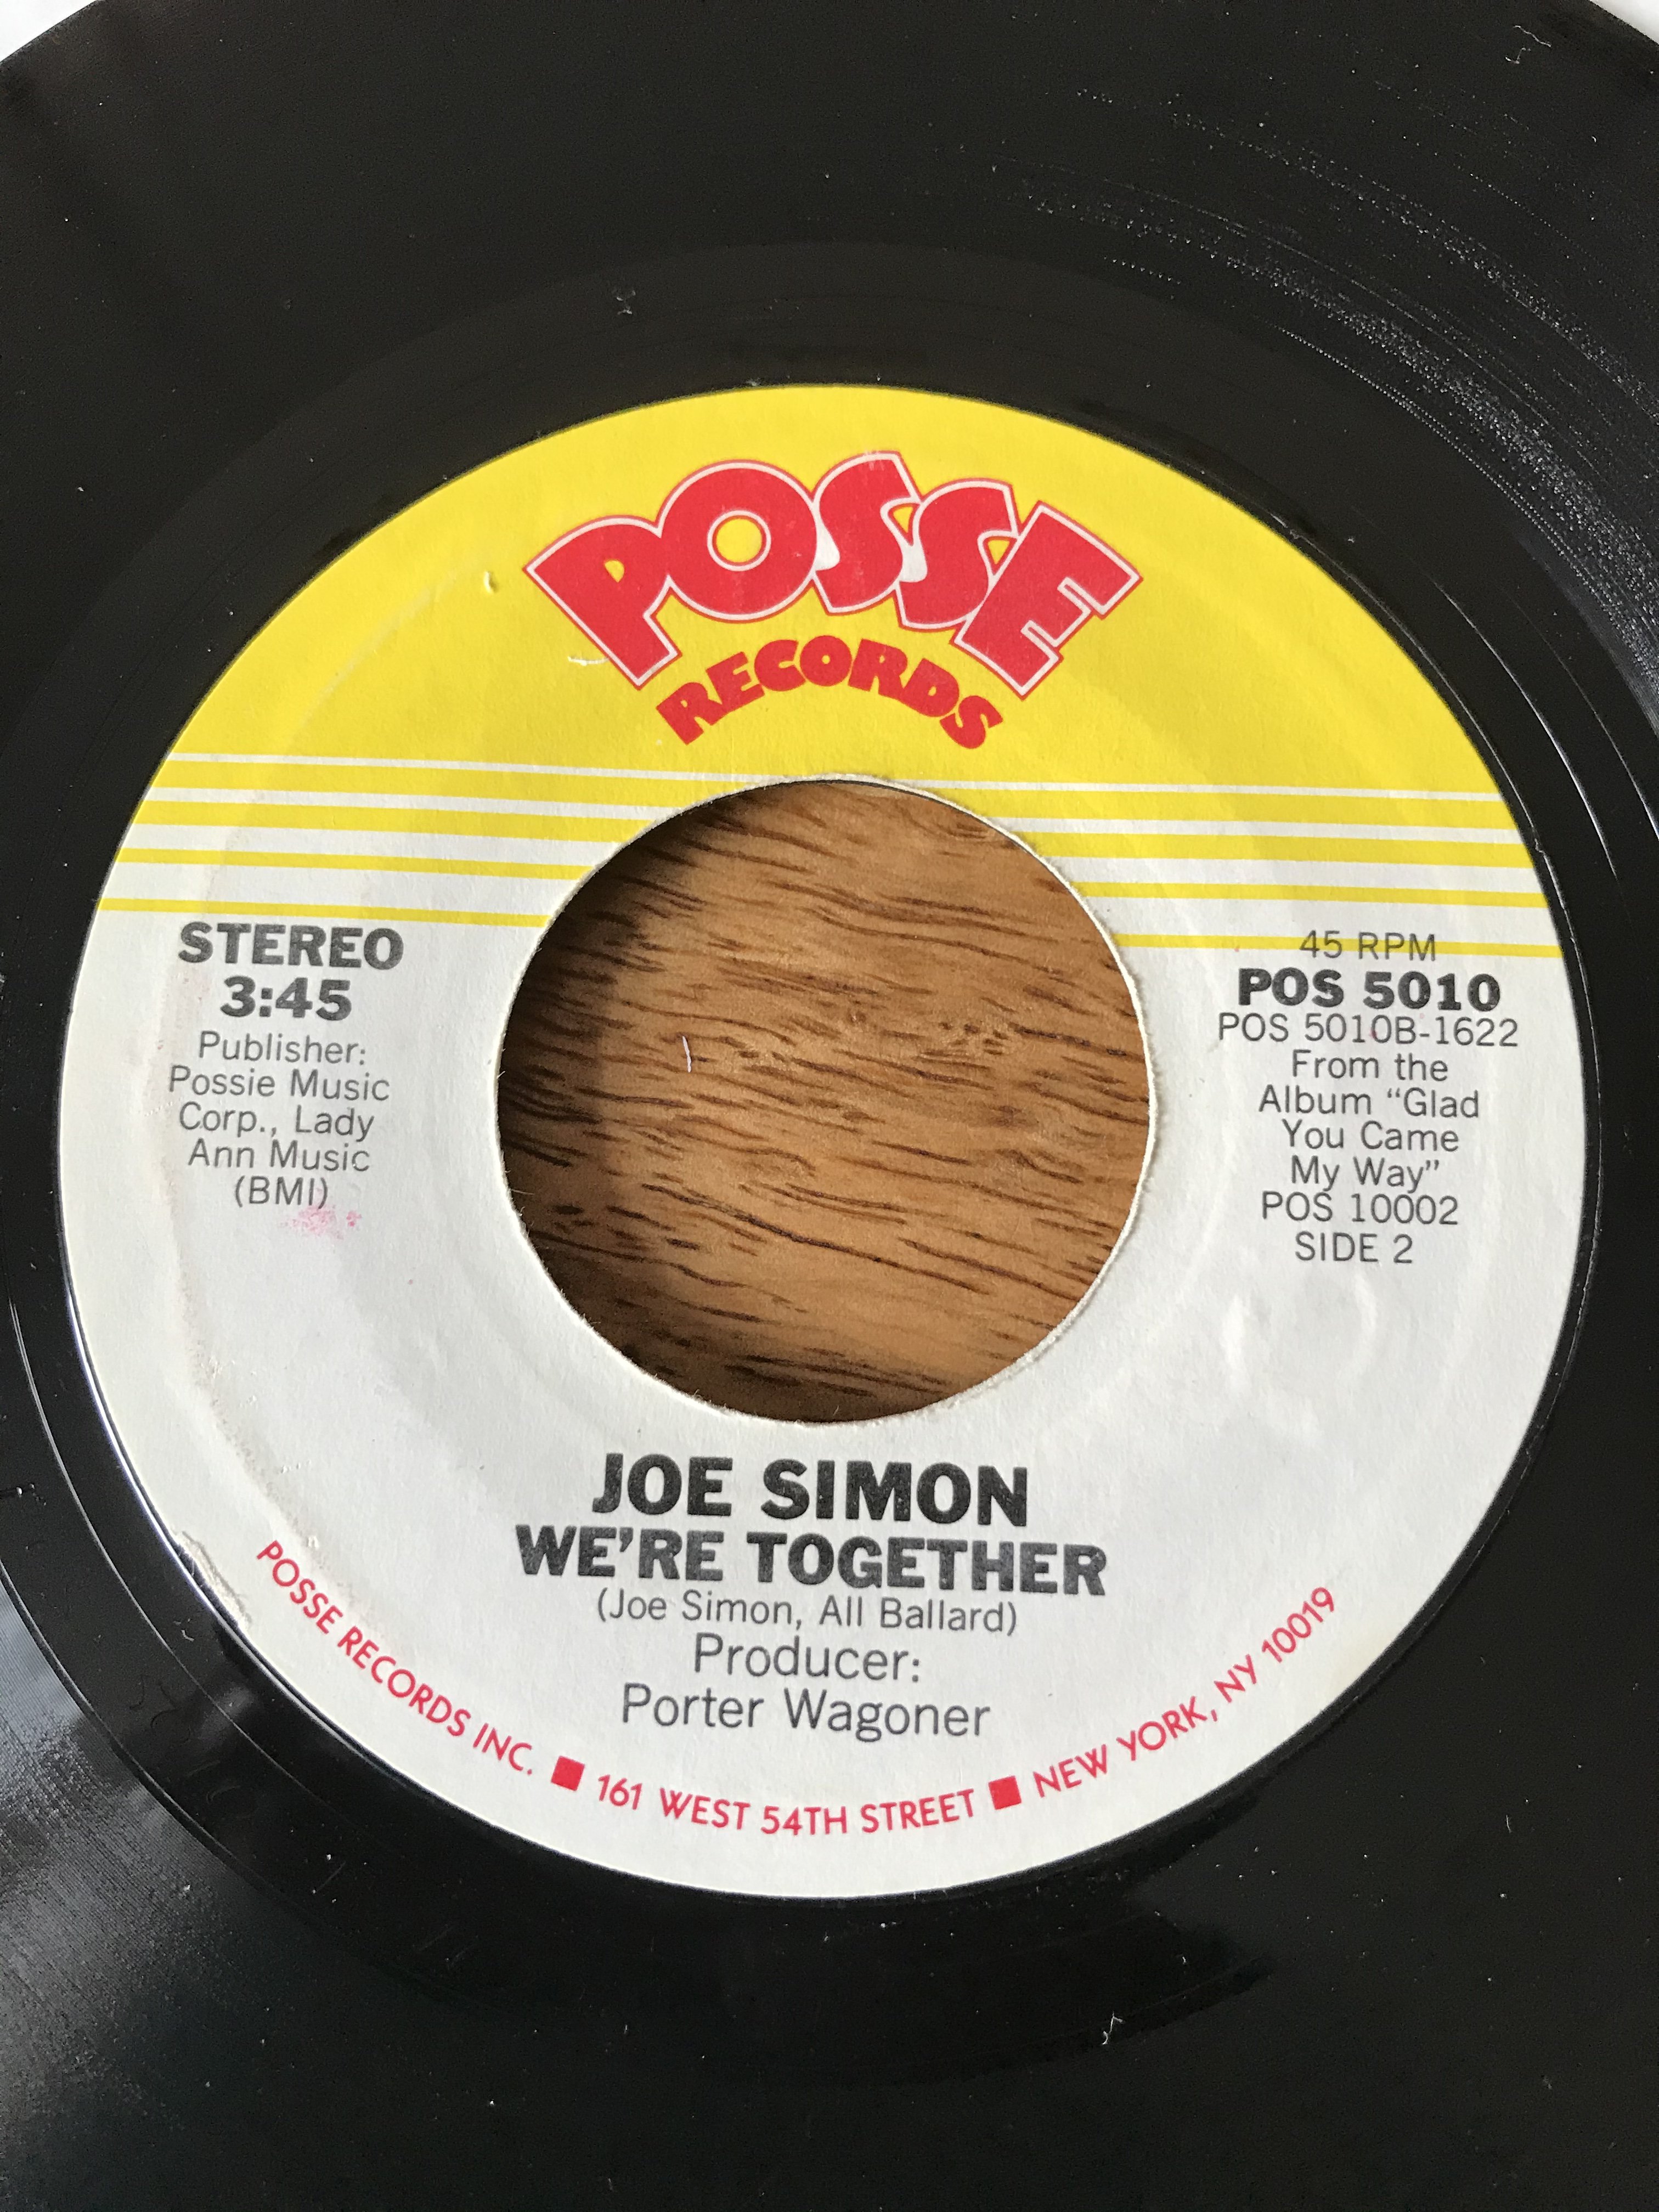 POSSE
RECORDS
STEREO
3:45
Publisher:
Possie Music
Corp., Lady
Ann Music
(BMI)
45 RPM
POS 5010
POS 5010B-1622
From the
Album “Glad
You Came
My Way”
POS 10002
SIDE 2
JOE SIMON
WE’RE TOGETHER
(Joe Simon, All Ballard)
Producer:
Porter Wagoner
POSSE RECORDS INC. ■ 161 WEST 54TH STREET ■ NEW YORK, NY 10019